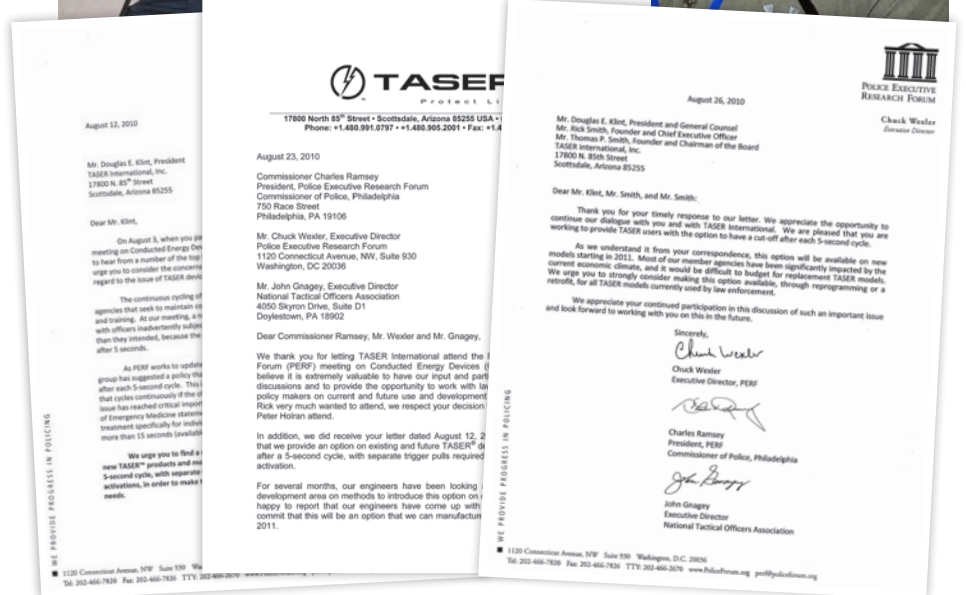 August 12, 2010
Mr. Douglas E. Klint, President
TASER International, Inc.
17800 N. 85th Street
Scottsdale, Arizona 85255
Dear Mr. Klint,
On August 3, when you pa
meeting on Conducted Energy Dev
to hear from a number of the top
urge you to consider the concerns
regard to the issue of TASER devic
The continuous cycling of
agencies that seek to maintain co
and training. At our meeting, a n
with officers inadvertently subjec
than they intended, because the
after 5 seconds.
As PERF works to update
group has suggested a policy tha
after each 5-second cycle. This i
that cycles continuously if the o
issue has reached critical import
of Emergency Medicine statem
treatment specifically for indivi
more than 15 seconds (availabl
We urge you to find a
new TASER™ products and ma
5-second cycle, with separate
activations, in order to make t
needs.
WE PROVIDE PROGRESS IN POLICING
1120 Connecticut Avenue, NW Suite 930 Wa
Tel: 202-466-7820 Fax: 202-466-7826 TTY: 202-466-2670
TASER
Protect Li
17800 North 85th Street • Scottsdale, Arizona 85255 USA •
Phone: +1.480.991.0797 • +1.480.905.2001 • Fax: +1.4
August 23, 2010
Commissioner Charles Ramsey
President, Police Executive Research Forum
Commissioner of Police, Philadelphia
750 Race Street
Philadelphia, PA 19106
Mr. Chuck Wexler, Executive Director
Police Executive Research Forum
1120 Connecticut Avenue, NW, Suite 930
Washington, DC 20036
Mr. John Gnagey, Executive Director
National Tactical Officers Association
4050 Skyron Drive, Suite D1
Doylestown, PA 18902
Dear Commissioner Ramsey, Mr. Wexler and Mr. Gnagey,
We thank you for letting TASER International attend the P
Forum (PERF) meeting on Conducted Energy Devices (
believe it is extremely valuable to have our input and parti
discussions and to provide the opportunity to work with law
policy makers on current and future use and development
Rick very much wanted to attend, we respect your decision
Peter Holran attend.
In addition, we did receive your letter dated August 12, 2
that we provide an option on existing and future TASER® de
after a 5-second cycle, with separate trigger pulls required
activation.
For several months, our engineers have been looking
development area on methods to introduce this option on
happy to report that our engineers have come up with
commit that this will be an option that we can manufacture
2011.
POLICE EXECUTIVE
RESEARCH FORUM
Chuck Wexler
Executive Director
August 26, 2010
Mr. Douglas E. Klint, President and General Counsel
Mr. Rick Smith, Founder and Chief Executive Officer
Mr. Thomas P. Smith, Founder and Chairman of the Board
TASER International, Inc.
17800 N. 85th Street
Scottsdale, Arizona 85255
Dear Mr. Klint, Mr. Smith, and Mr. Smith:
Thank you for your timely response to our letter. We appreciate the opportunity to
continue our dialogue with you and with TASER International. We are pleased that you are
working to provide TASER users with the option to have a cut-off after each 5-second cycle.
As we understand it from your correspondence, this option will be available on new
models starting in 2011. Most of our member agencies have been significantly impacted by the
current economic climate, and it would be difficult to budget for replacement TASER models.
We urge you to strongly consider making this option available, through reprogramming or a
retrofit, for all TASER models currently used by law enforcement.
We appreciate your continued participation in this discussion of such an important issue
and look forward to working with you on this in the future.
Sincerely,
Chuck Wexler
Chuck Wexler
Executive Director, PERF
Charles Ramsey
President, PERF
Commissioner of Police, Philadelphia
John Gnagey
John Gnagey
Executive Director
National Tactical Officers Association
WE PROVIDE PROGRESS IN POLICING
1120 Connecticut Avenue, NW Suite 930 Washington, D.C. 20036
Tel: 202-466-7820 Fax: 202-466-7826 TTY: 202-466-2670 www.PoliceForum.org perf@policeforum.org